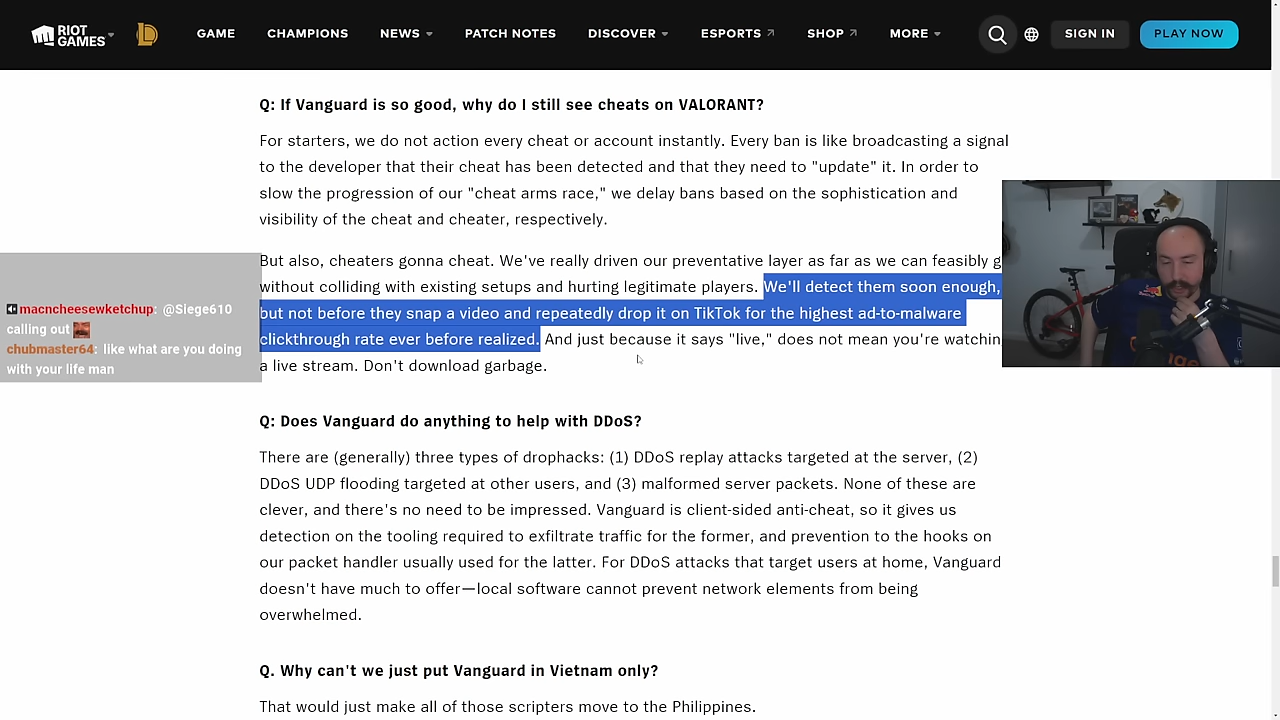 RIOT GAMES
GAME CHAMPIONS NEWS PATCH NOTES DISCOVER ESPORTS SHOP MORE SIGN IN PLAY NOW
Q: If Vanguard is so good, why do I still see cheats on VALORANT?
For starters, we do not action every cheat or account instantly. Every ban is like broadcasting a signal
to the developer that their cheat has been detected and that they need to "update" it. In order to
slow the progression of our "cheat arms race," we delay bans based on the sophistication and
visibility of the cheat and cheater, respectively.
But also, cheaters gonna cheat. We've really driven our preventative layer as far as we can feasibly g
without colliding with existing setups and hurting legitimate players. We'll detect them soon enough,
but not before they snap a video and repeatedly drop it on TikTok for the highest ad-to-malware
clickthrough rate ever before realized. And just because it says "live," does not mean you're watchin
a live stream. Don't download garbage.
macncheesewketchup: @Siege610
calling out
chubmaster64: like what are you doing
with your life man
Q: Does Vanguard do anything to help with DDoS?
There are (generally) three types of drophacks: (1) DDoS replay attacks targeted at the server, (2)
DDoS UDP flooding targeted at other users, and (3) malformed server packets. None of these are
clever, and there's no need to be impressed. Vanguard is client-sided anti-cheat, so it gives us
detection on the tooling required to exfiltrate traffic for the former, and prevention to the hooks on
our packet handler usually used for the latter. For DDoS attacks that target users at home, Vanguard
doesn't have much to offer—local software cannot prevent network elements from being
overwhelmed.
Q. Why can't we just put Vanguard in Vietnam only?
That would just make all of those scripters move to the Philippines.